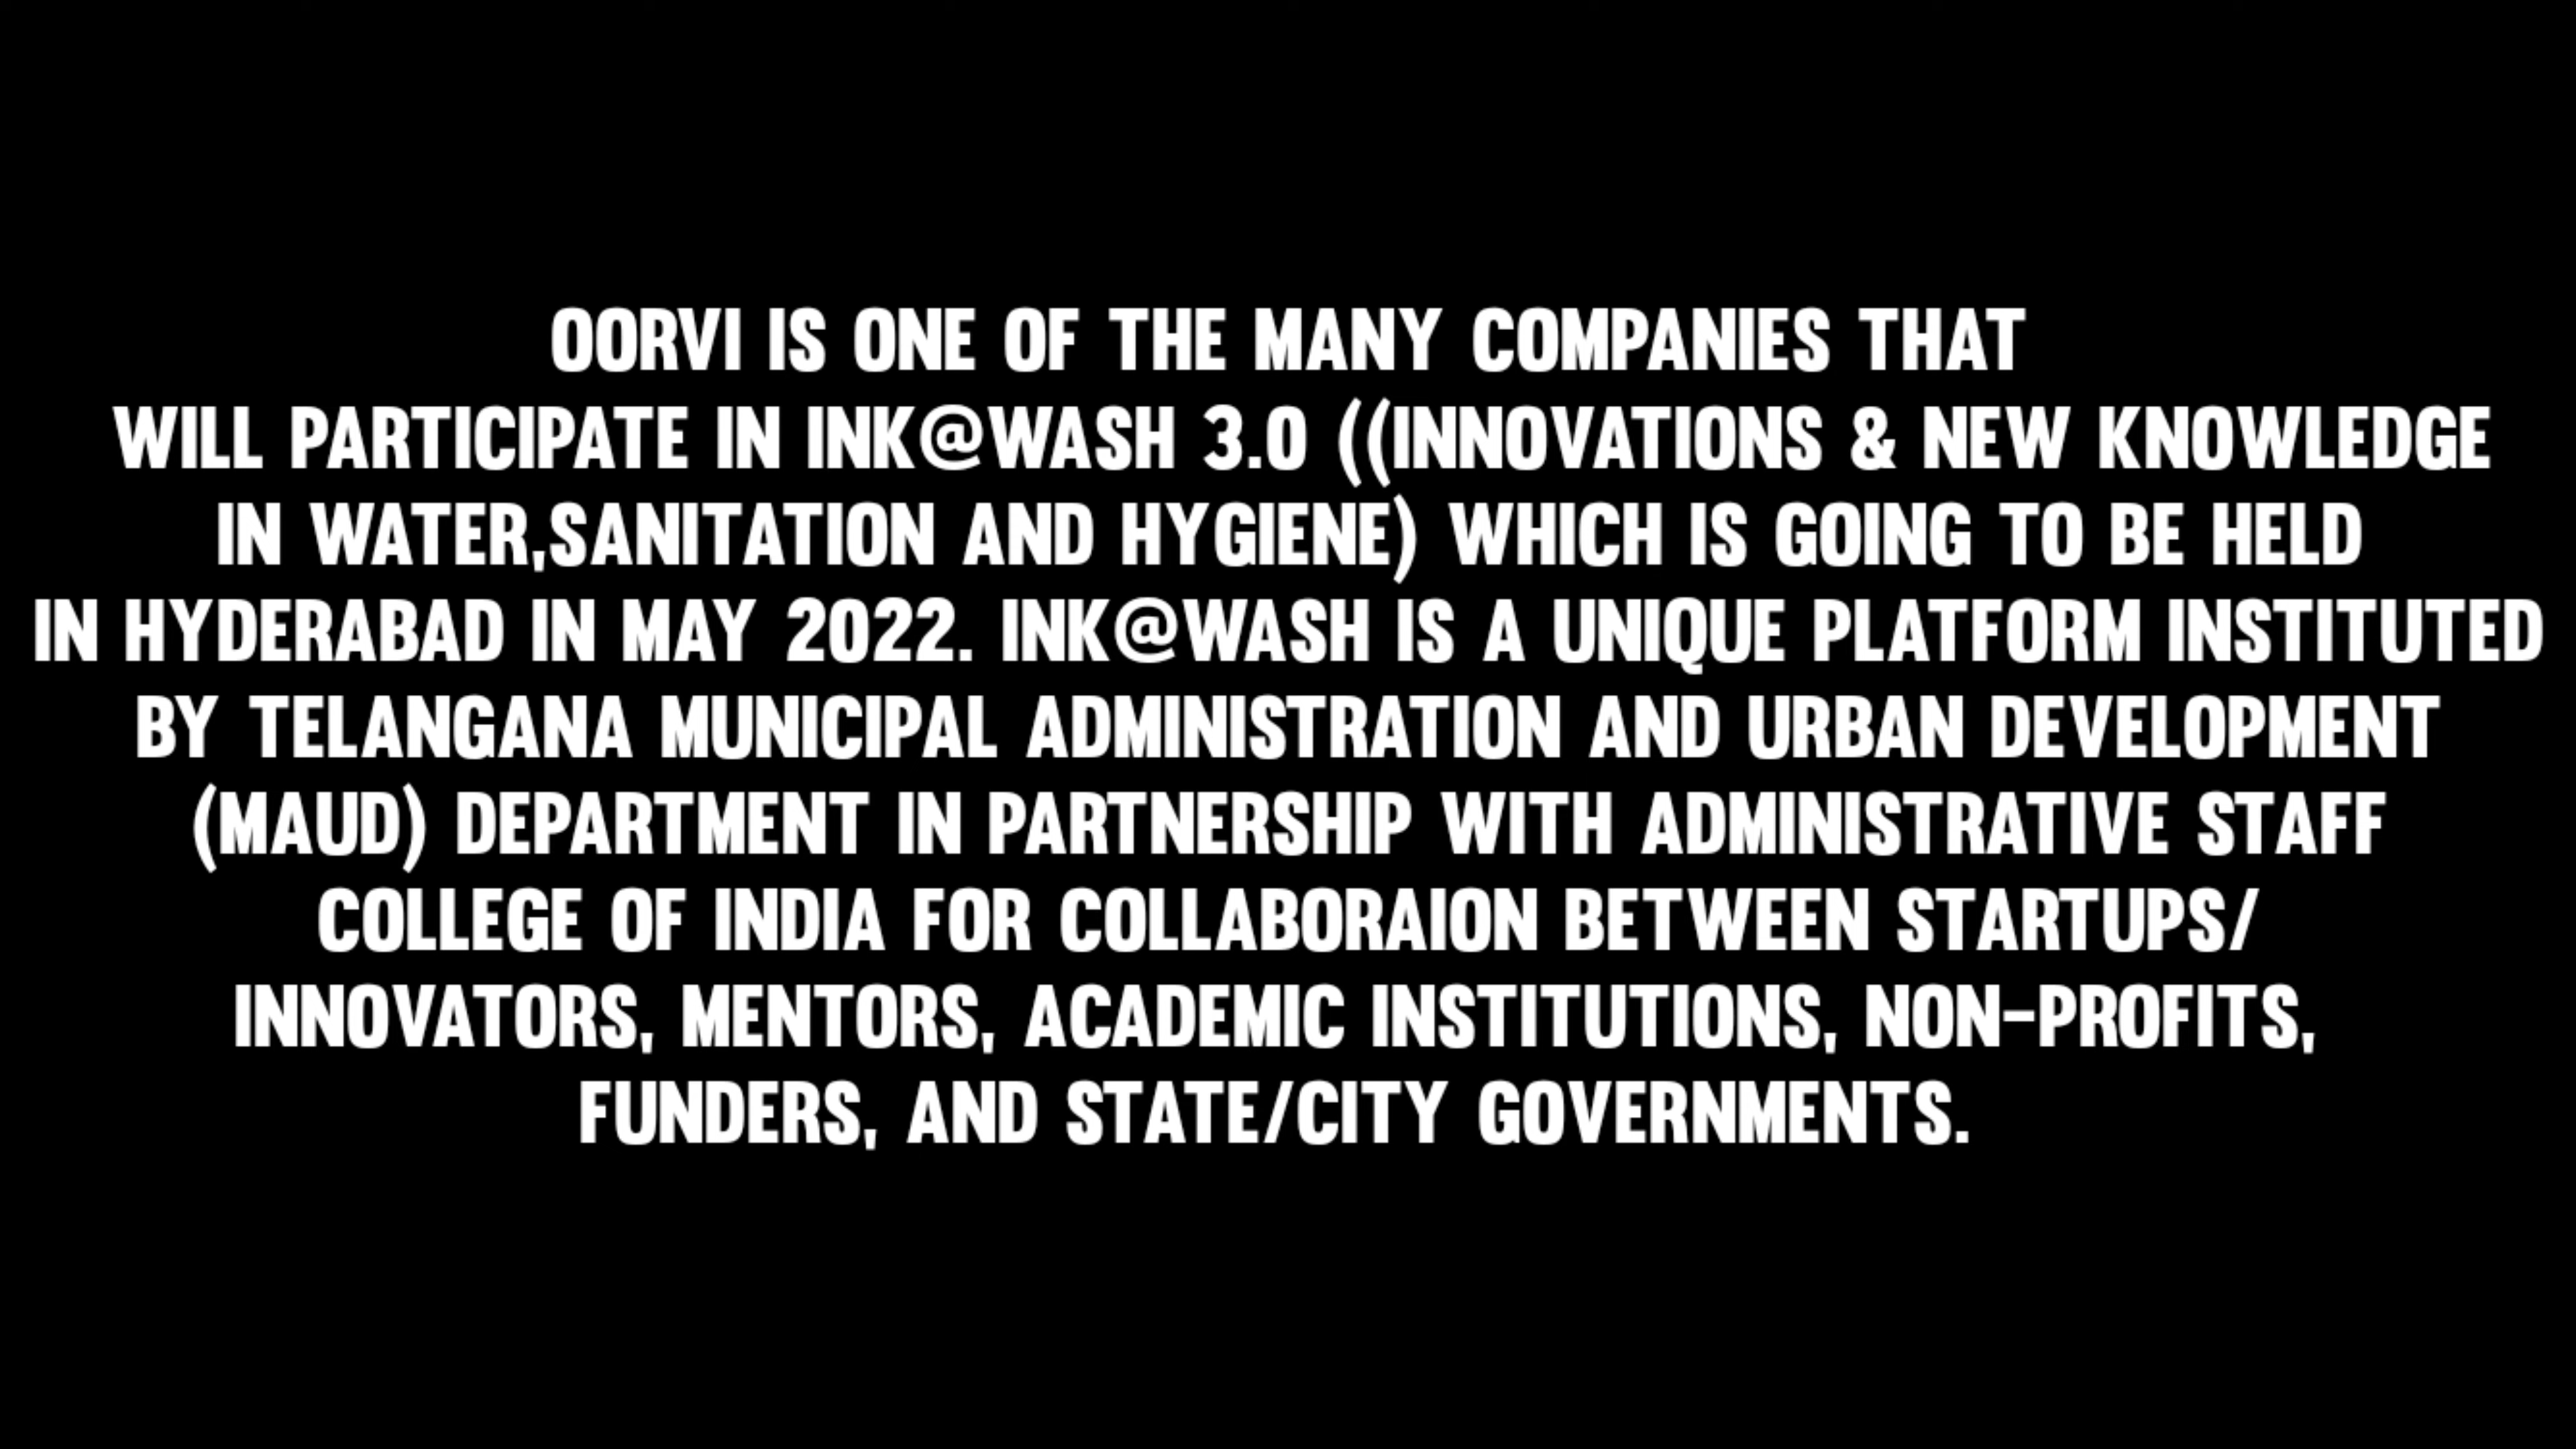 OORVI IS ONE OF THE MANY COMPANIES THAT
WILL PARTICIPATE IN INK@WASH 3.0 ((INNOVATIONS & NEW KNOWLEDGE
IN WATER,SANITATION AND HYGIENE) WHICH IS GOING TO BE HELD
IN HYDERABAD IN MAY 2022. INK@WASH IS A UNIQUE PLATFORM INSTITUTED
BY TELANGANA MUNICIPAL ADMINISTRATION AND URBAN DEVELOPMENT
(MAUD) DEPARTMENT IN PARTNERSHIP WITH ADMINISTRATIVE STAFF
COLLEGE OF INDIA FOR COLLABORAION BETWEEN STARTUPS/
INNOVATORS, MENTORS, ACADEMIC INSTITUTIONS, NON-PROFITS,
FUNDERS, AND STATE/CITY GOVERNMENTS.